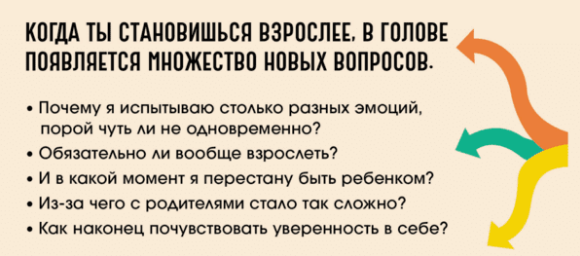 КОГДА ТЫ СТАНОВИШЬСЯ ВЗРОСЛЕЕ, В ГОЛОВЕ
ПОЯВЛЯЕТСЯ МНОЖЕСТВО НОВЫХ ВОПРОСОВ.
• Почему я испытываю столько разных эмоций,
порой чуть ли не одновременно?
• Обязательно ли вообще взрослеть?
• И в какой момент я перестану быть ребенком?
• Из-за чего с родителями стало так сложно?
• Как наконец почувствовать уверенность в себе?